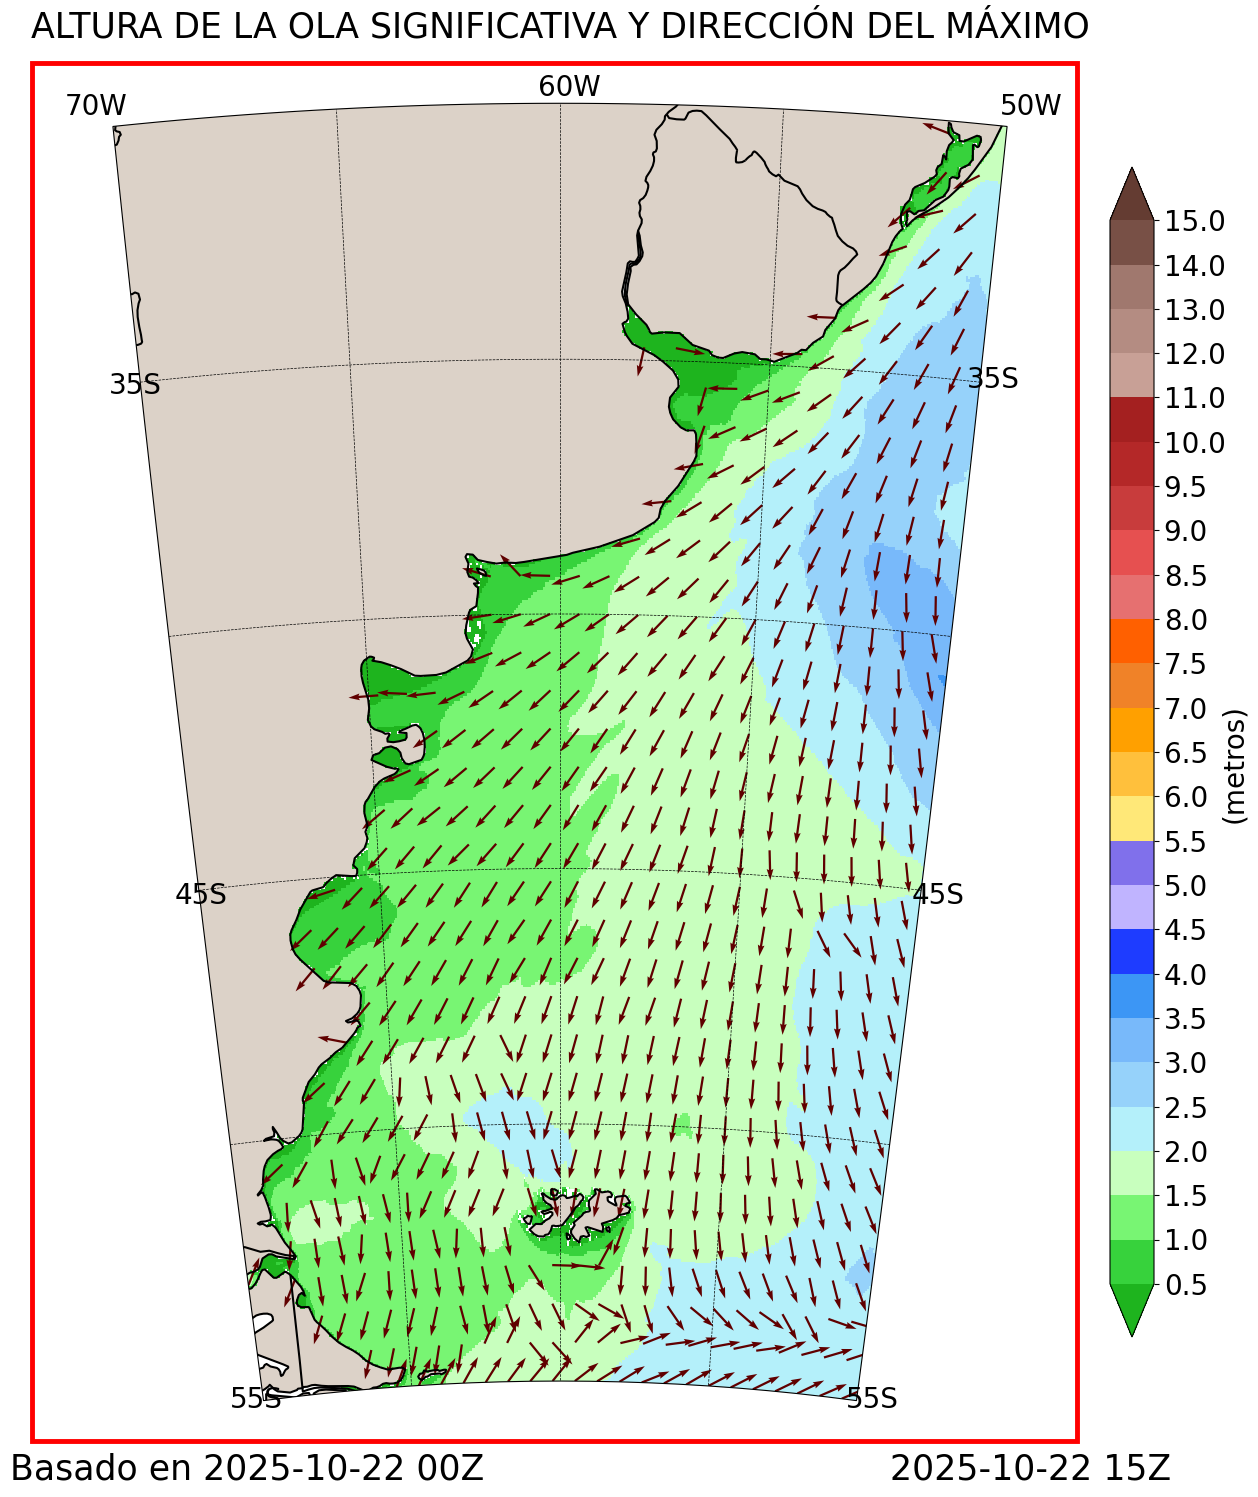 ALTURA DE LA OLA SIGNIFICATIVA Y DIRECCIÓN DEL MÁXIMO
70W
60W
50W
35S
35S
45S
45S
55S
55S
15.0
14.0
13.0
12.0
11.0
10.0
9.5
9.0
8.5
8.0
7.5
7.0
6.5
6.0
5.5
5.0
4.5
4.0
3.5
3.0
2.5
2.0
1.5
1.0
0.5
(metros)
Basado en 2025-10-22 00Z
2025-10-22 15Z